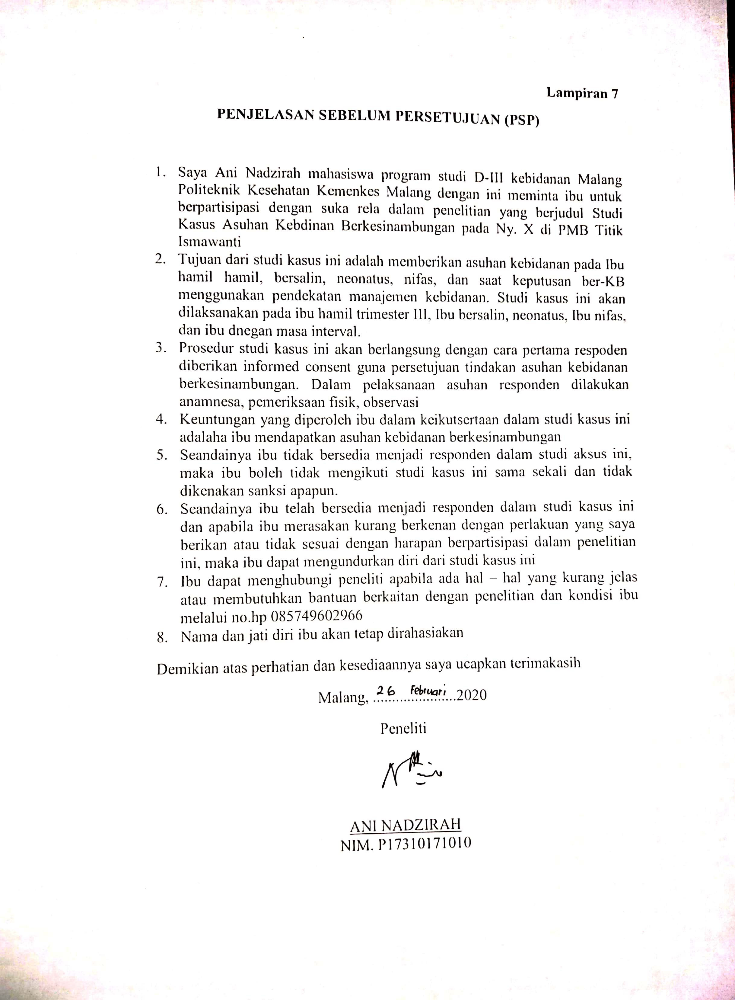 Lampiran 7
PENJELASAN SEBELUM PERSETUJUAN (PSP)
1. Saya Ani Nadzirah mahasiswa program studi D-III kebidanan Malang
Politeknik Kesehatan Kemenkes Malang dengan ini meminta ibu untuk
berpartisipasi dengan suka rela dalam penelitian yang berjudul Studi
Kasus Asuhan Kebdinan Berkesinambungan pada Ny. X di PMB Titik
Ismawanti
2. Tujuan dari studi kasus ini adalah memberikan asuhan kebidanan pada Ibu
hamil hamil, bersalin, neonatus, nifas, dan saat keputusan ber-KB
menggunakan pendekatan manajemen kebidanan. Studi kasus ini akan
dilaksanakan pada ibu hamil trimester III, Ibu bersalin, neonatus, Ibu nifas,
dan ibu dnegan masa interval.
3. Prosedur studi kasus ini akan berlangsung dengan cara pertama respoden
diberikan informed consent guna persetujuan tindakan asuhan kebidanan
berkesinambungan. Dalam pelaksanaan asuhan responden dilakukan
anamnesa, pemeriksaan fisik, observasi
4. Keuntungan yang diperoleh ibu dalam keikutsertaan dalam studi kasus ini
adalaha ibu mendapatkan asuhan kebidanan berkesinambungan
5. Seandainya ibu tidak bersedia menjadi responden dalam studi aksus ini,
maka ibu boleh tidak mengikuti studi kasus ini sama sekali dan tidak
dikenakan sanksi apapun.
6. Seandainya ibu telah bersedia menjadi responden dalam studi kasus ini
dan apabila ibu merasakan kurang berkenan dengan perlakuan yang saya
berikan atau tidak sesuai dengan harapan berpartisipasi dalam penelitian
ini, maka ibu dapat mengundurkan diri dari studi kasus ini
7. Ibu dapat menghubungi peneliti apabila ada hal – hal yang kurang jelas
atau membutuhkan bantuan berkaitan dengan penelitian dan kondisi ibu
melalui no.hp 085749602966
8. Nama dan jati diri ibu akan tetap dirahasiakan
Demikian atas perhatian dan kesediaannya saya ucapkan terimakasih
Malang, 26 Februari 2020
Peneliti
ANI NADZIRAH
NIM. P17310171010